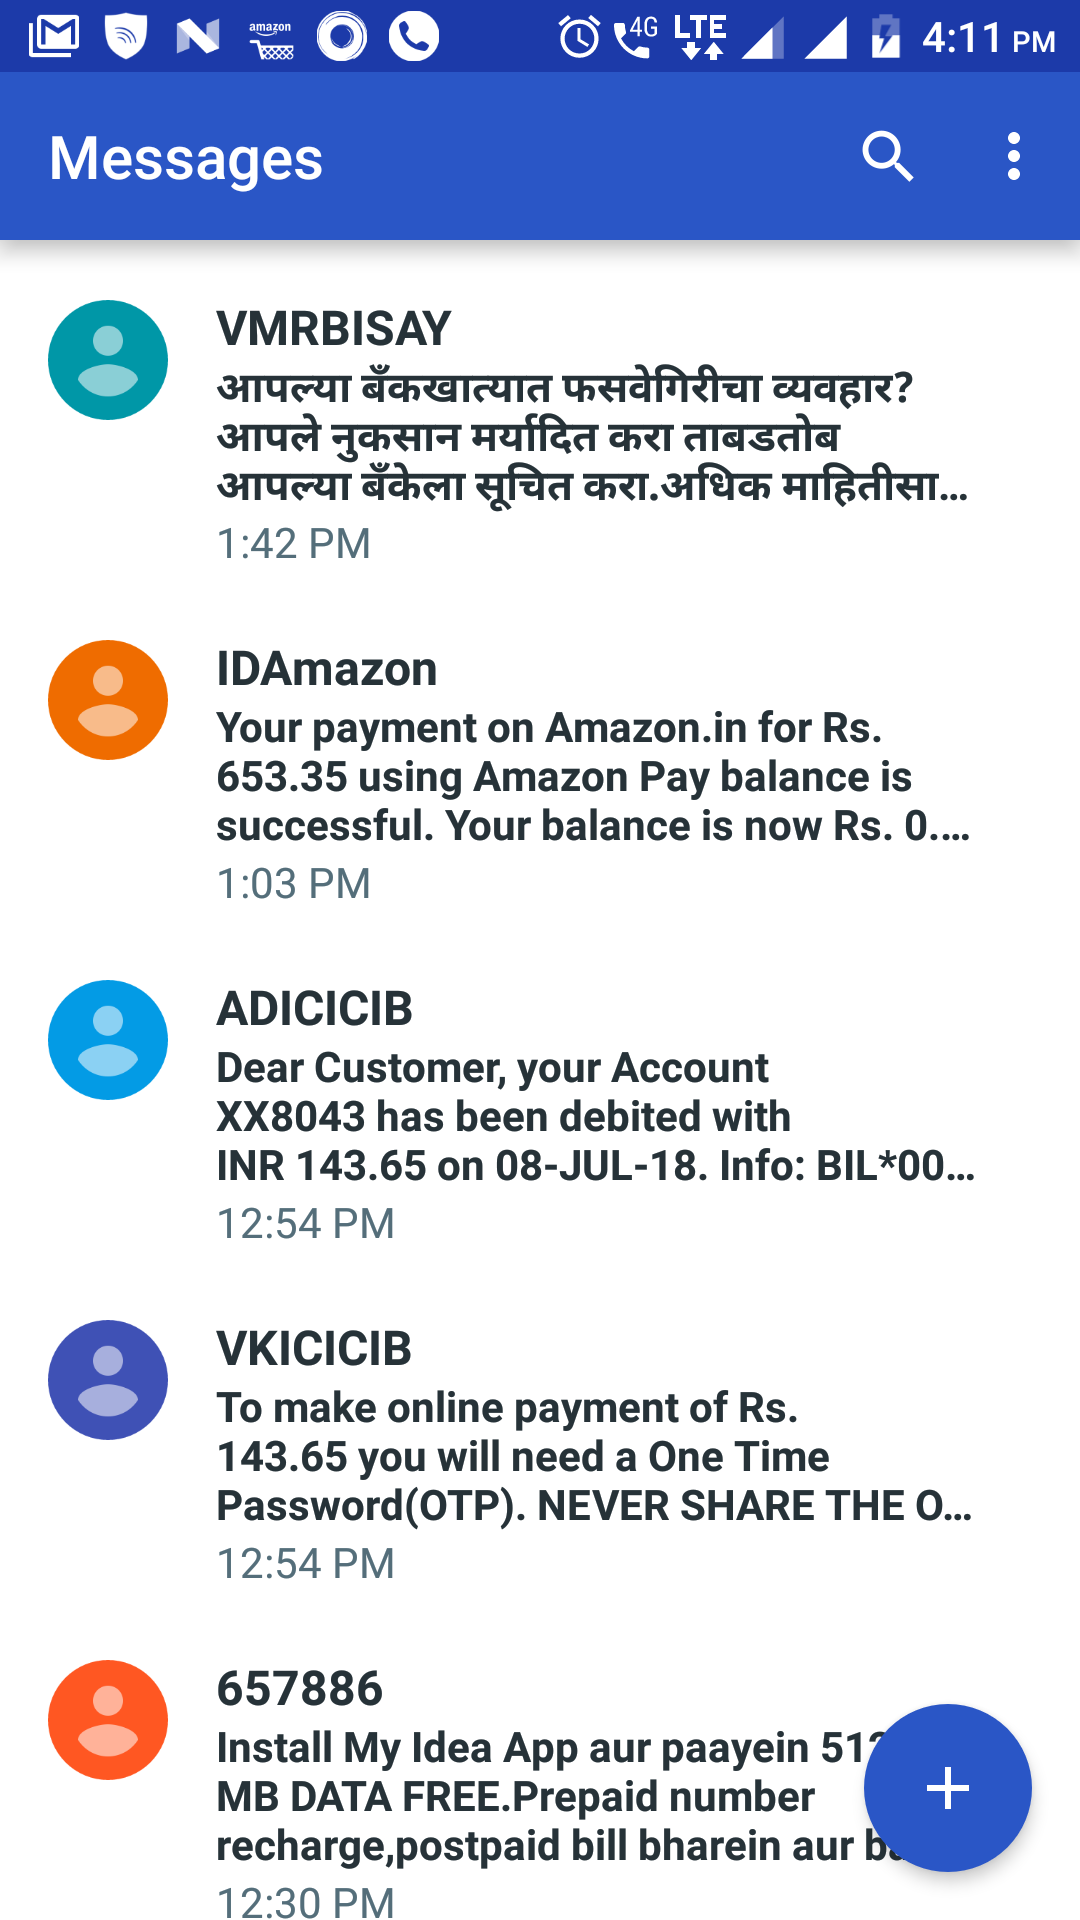 amazon
4G
LTE
4:11 PM
Messages
VMRBISAY
आपल्या बँकखात्यात फसवेगिरीचा व्यवहार?
आपले नुकसान मर्यादित करा ताबडतोब
आपल्या बँकेला सूचित करा.अधिक माहितीसा...
1:42 PM
IDAmazon
Your payment on Amazon.in for Rs.
653.35 using Amazon Pay balance is
successful. Your balance is now Rs. 0....
1:03 PM
ADICICIB
Dear Customer, your Account
XX8043 has been debited with
INR 143.65 on 08-JUL-18. Info: BIL*00...
12:54 PM
VKICICIB
To make online payment of Rs.
143.65 you will need a One Time
Password(OTP). NEVER SHARE THE O...
12:54 PM
657886
Install My Idea App aur paayein
MB DATA FREE.Prepaid number
recharge,postpaid bill bharein aur
12:30 PM